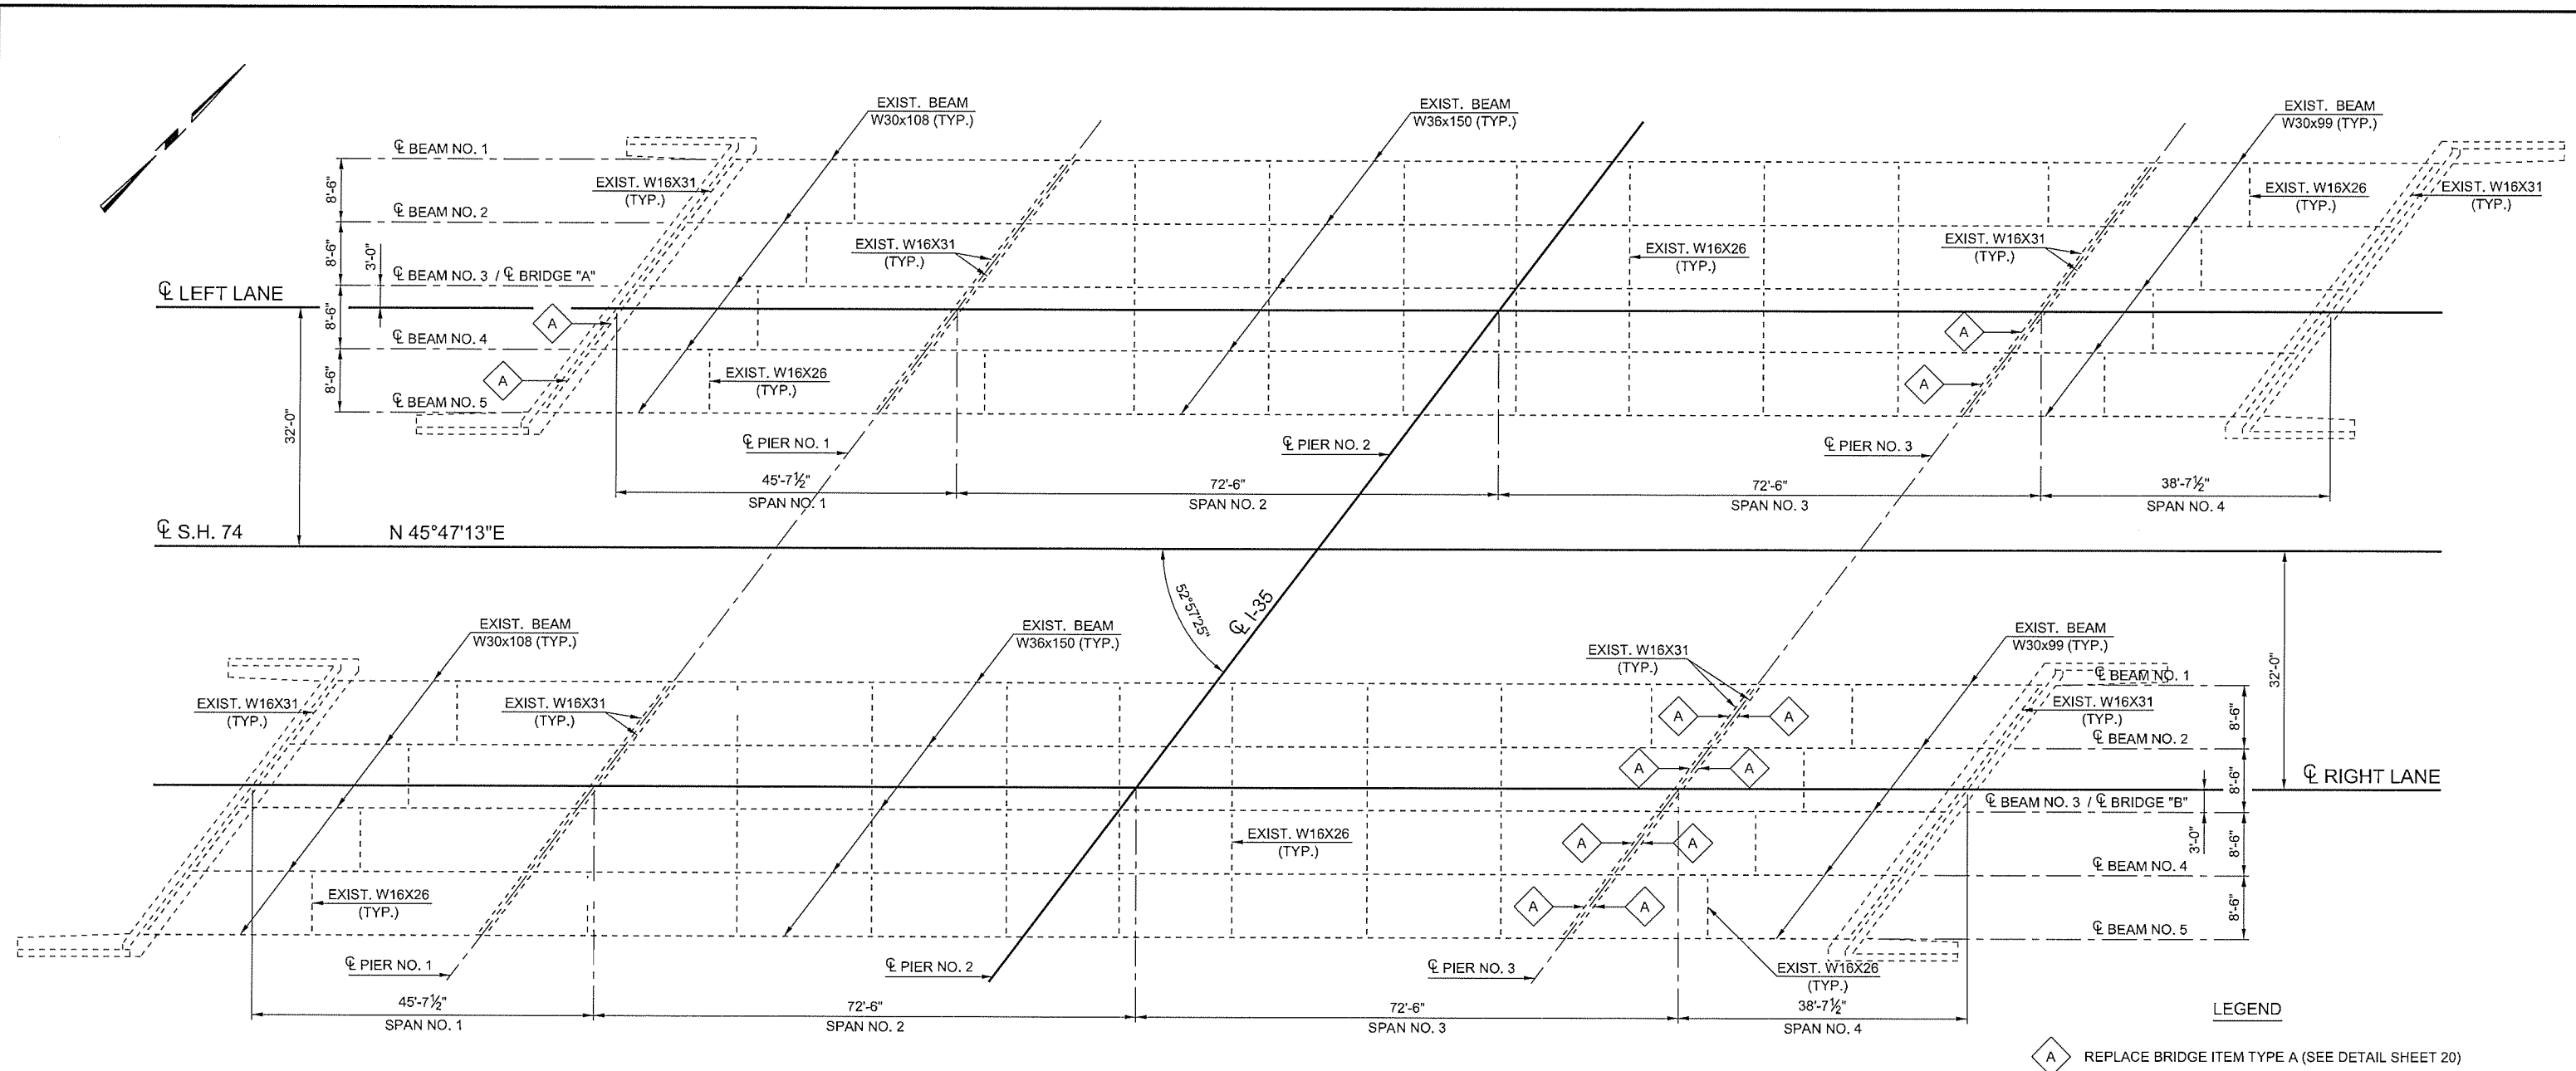 EXIST. BEAM
W30x108 (TYP.)
EXIST. BEAM
W36x150 (TYP.)
EXIST. BEAM
W30x99 (TYP.)
℄ BEAM NO. 1
EXIST. W16X31
(TYP.)
EXIST. W16X26
(TYP.)
EXIST. W16X31
(TYP.)
8'-6"
℄ BEAM NO. 2
8'-6"
3'-0"
EXIST. W16X31
(TYP.)
EXIST. W16X26
(TYP.)
EXIST. W16X31
(TYP.)
℄ BEAM NO. 3 / ℄ BRIDGE "A"
℄ LEFT LANE
8'-6"
A
A
℄ BEAM NO. 4
EXIST. W16X26
(TYP.)
A
A
8'-6"
℄ BEAM NO. 5
32'-0"
℄ PIER NO. 1
℄ PIER NO. 2
℄ PIER NO. 3
45'-7½"
SPAN NO. 1
72'-6"
SPAN NO. 2
72'-6"
SPAN NO. 3
38'-7½"
SPAN NO. 4
℄ S.H. 74
N 45°47'13"E
52°57'25"
℄ I-35
EXIST. BEAM
W30x108 (TYP.)
EXIST. BEAM
W36x150 (TYP.)
EXIST. BEAM
W30x99 (TYP.)
EXIST. W16X31
(TYP.)
32'-0"
℄ BEAM NO. 1
EXIST. W16X31
(TYP.)
EXIST. W16X31
(TYP.)
EXIST. W16X31
(TYP.)
A
A
8'-6"
℄ BEAM NO. 2
A
A
8'-6"
℄ RIGHT LANE
℄ BEAM NO. 3 / ℄ BRIDGE "B"
3'-0"
EXIST. W16X26
(TYP.)
A
A
8'-6"
℄ BEAM NO. 4
EXIST. W16X26
(TYP.)
A
A
8'-6"
℄ BEAM NO. 5
℄ PIER NO. 1
℄ PIER NO. 2
℄ PIER NO. 3
EXIST. W16X26
(TYP.)
45'-7½"
SPAN NO. 1
72'-6"
SPAN NO. 2
72'-6"
SPAN NO. 3
38'-7½"
SPAN NO. 4
LEGEND
A REPLACE BRIDGE ITEM TYPE A (SEE DETAIL SHEET 20)